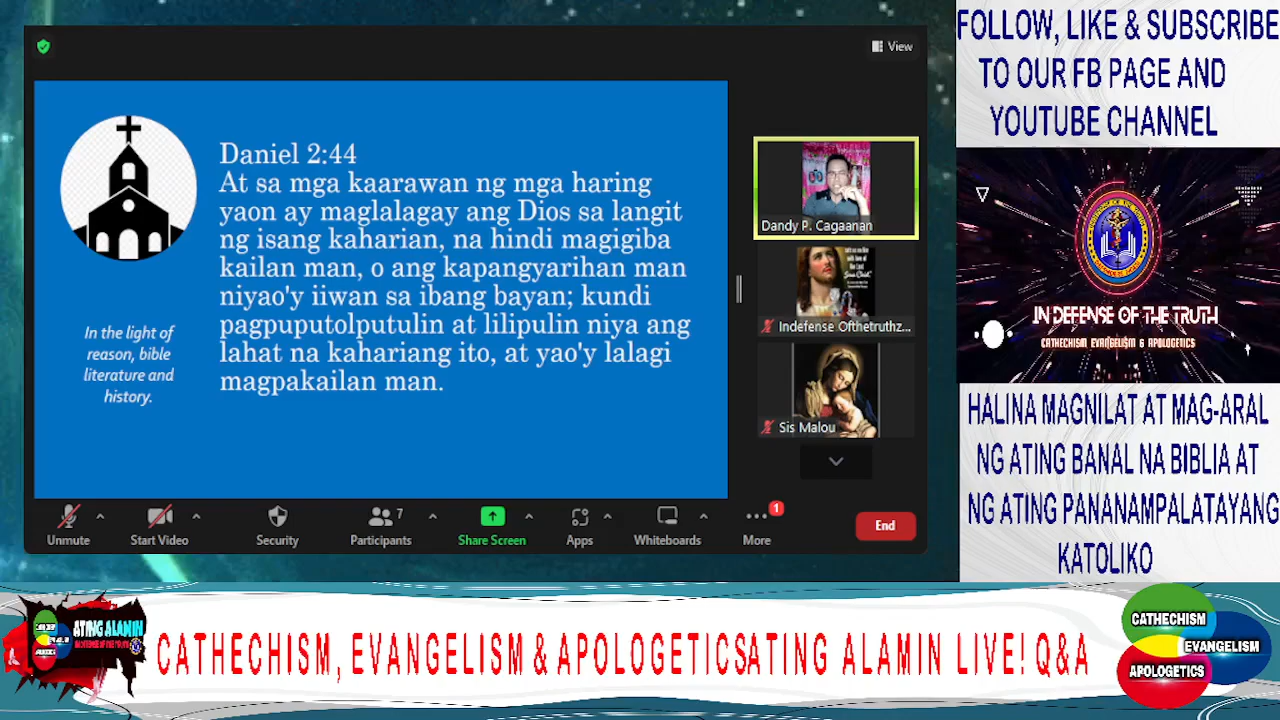 View
Daniel 2:44
At sa mga kaarawan ng mga haring
yaon ay maglalagay ang Dios sa langit
ng isang kaharian, na hindi magigiba
kailan man, o ang kapangyarihan man
niyao'y iiwan sa ibang bayan; kundi
pagpuputolputulin at lilipulin niya ang
lahat na kahariang ito, at yao'y lalagi
magpakailan man.
In the light of
reason, bible
literature and
history.
Dandy P. Cagaanan
Indefense Ofthetruthz...
Sis Malou
Unmute
Start Video
Security
Participants
7
Share Screen
Apps
Whiteboards
More
1
End
FOLLOW, LIKE & SUBSCRIBE
TO OUR FB PAGE AND
YOUTUBE CHANNEL
IN DEFENSE OF THE TRUTH
CATECHISM EVANGELISM & APOLOGETICS
HALINA MAGNILAT AT MAG-ARAL
NG ATING BANAL NA BIBLIA AT
NG ATING PANANAMPALATAYANG
KATOLIKO
ATING ALAMIN
CATHECHISM, EVANGELISM & APOLOGETICSATING ALAMIN LIVE! Q&A
CATHECHISM
EVANGELISM
APOLOGETICS